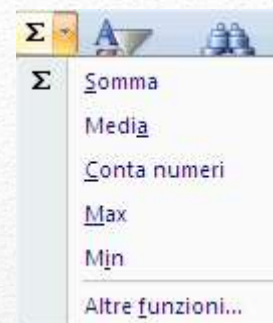 Σ
Σ Somma
Media
Conta numeri
Max
Min
Altre funzioni...